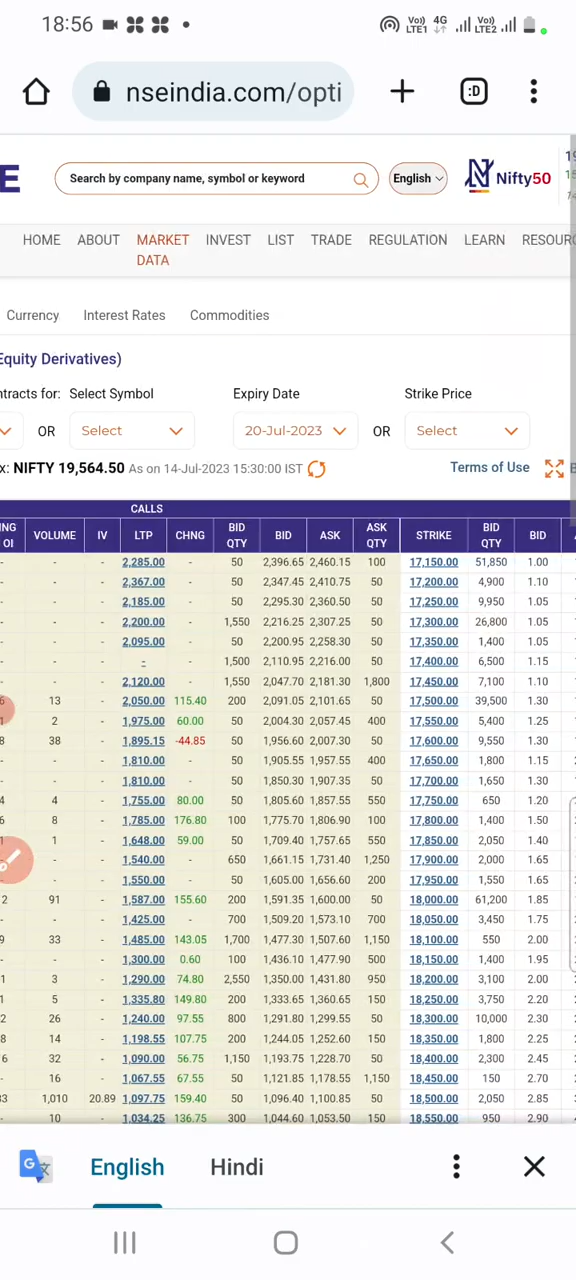 18:56 Vo)) LTE1 4G Vo)) LTE2
nseindia.com/opti :D
E Search by company name, symbol or keyword English Nifty50
HOME ABOUT MARKET DATA INVEST LIST TRADE REGULATION LEARN RESOURC
Currency Interest Rates Commodities
Equity Derivatives)
ntracts for: Select Symbol Expiry Date Strike Price
OR Select 20-Jul-2023 OR Select
x: NIFTY 19,564.50 As on 14-Jul-2023 15:30:00 IST Terms of Use
CALLS
NG OI VOLUME IV LTP CHNG BID QTY BID ASK ASK QTY STRIKE BID QTY BID
- - - 2,285.00 - 50 2,396.65 2,460.15 100 17,150.00 51,850 1.00
- - - 2,367.00 - 50 2,347.45 2,410.75 50 17,200.00 4,900 1.10
- - - 2,185.00 - 50 2,295.30 2,360.50 50 17,250.00 9,950 1.05
- - - 2,200.00 - 1,550 2,216.25 2,307.25 50 17,300.00 26,800 1.05
- - - 2,095.00 - 50 2,200.95 2,258.30 50 17,350.00 1,400 1.05
- - - - - 1,500 2,110.95 2,216.00 50 17,400.00 6,500 1.15
- - - 2,120.00 - 1,550 2,047.70 2,181.30 1,800 17,450.00 7,100 1.10
6 13 - 2,050.00 115.40 200 2,091.05 2,101.65 50 17,500.00 39,500 1.30
1 2 - 1,975.00 60.00 50 2,004.30 2,057.45 400 17,550.00 5,400 1.25
8 38 - 1,895.15 -44.85 50 1,956.60 2,007.30 50 17,600.00 9,550 1.30
- - - 1,810.00 - 50 1,905.55 1,957.55 400 17,650.00 1,800 1.15
- - - 1,810.00 - 50 1,850.30 1,907.35 50 17,700.00 1,650 1.30
4 4 - 1,755.00 80.00 50 1,805.60 1,857.55 550 17,750.00 650 1.20
6 8 - 1,785.00 176.80 100 1,775.70 1,806.90 100 17,800.00 1,400 1.50
1 1 - 1,648.00 59.00 50 1,709.40 1,757.65 550 17,850.00 2,050 1.40
- - - 1,540.00 - 650 1,661.15 1,731.40 1,250 17,900.00 2,000 1.65
- - - 1,550.00 - 50 1,605.00 1,656.60 200 17,950.00 1,550 1.65
2 91 - 1,587.00 155.60 200 1,591.35 1,600.00 50 18,000.00 61,200 1.85
- - - 1,425.00 - 700 1,509.20 1,573.10 700 18,050.00 3,450 1.75
9 33 - 1,485.00 143.05 1,700 1,477.30 1,507.60 1,150 18,100.00 550 2.00
- - - 1,300.00 0.60 100 1,436.10 1,477.90 500 18,150.00 1,400 1.95
1 3 - 1,290.00 74.80 2,550 1,350.00 1,431.80 950 18,200.00 3,100 2.00
1 5 - 1,335.80 149.80 200 1,333.65 1,360.65 150 18,250.00 3,750 2.20
2 26 - 1,240.00 97.55 800 1,291.80 1,299.55 50 18,300.00 10,000 2.30
8 14 - 1,198.55 107.75 200 1,244.05 1,252.60 150 18,350.00 1,800 2.25
6 32 - 1,090.00 56.75 1,150 1,193.75 1,228.70 50 18,400.00 2,300 2.45
- 16 - 1,067.55 67.55 50 1,121.85 1,178.55 1,150 18,450.00 150 2.70
33 1,010 20.89 1,097.75 159.40 50 1,096.40 1,100.85 50 18,500.00 2,050 2.85
- 10 - 1,034.25 136.75 300 1,044.60 1,053.50 150 18,550.00 950 2.90
English Hindi